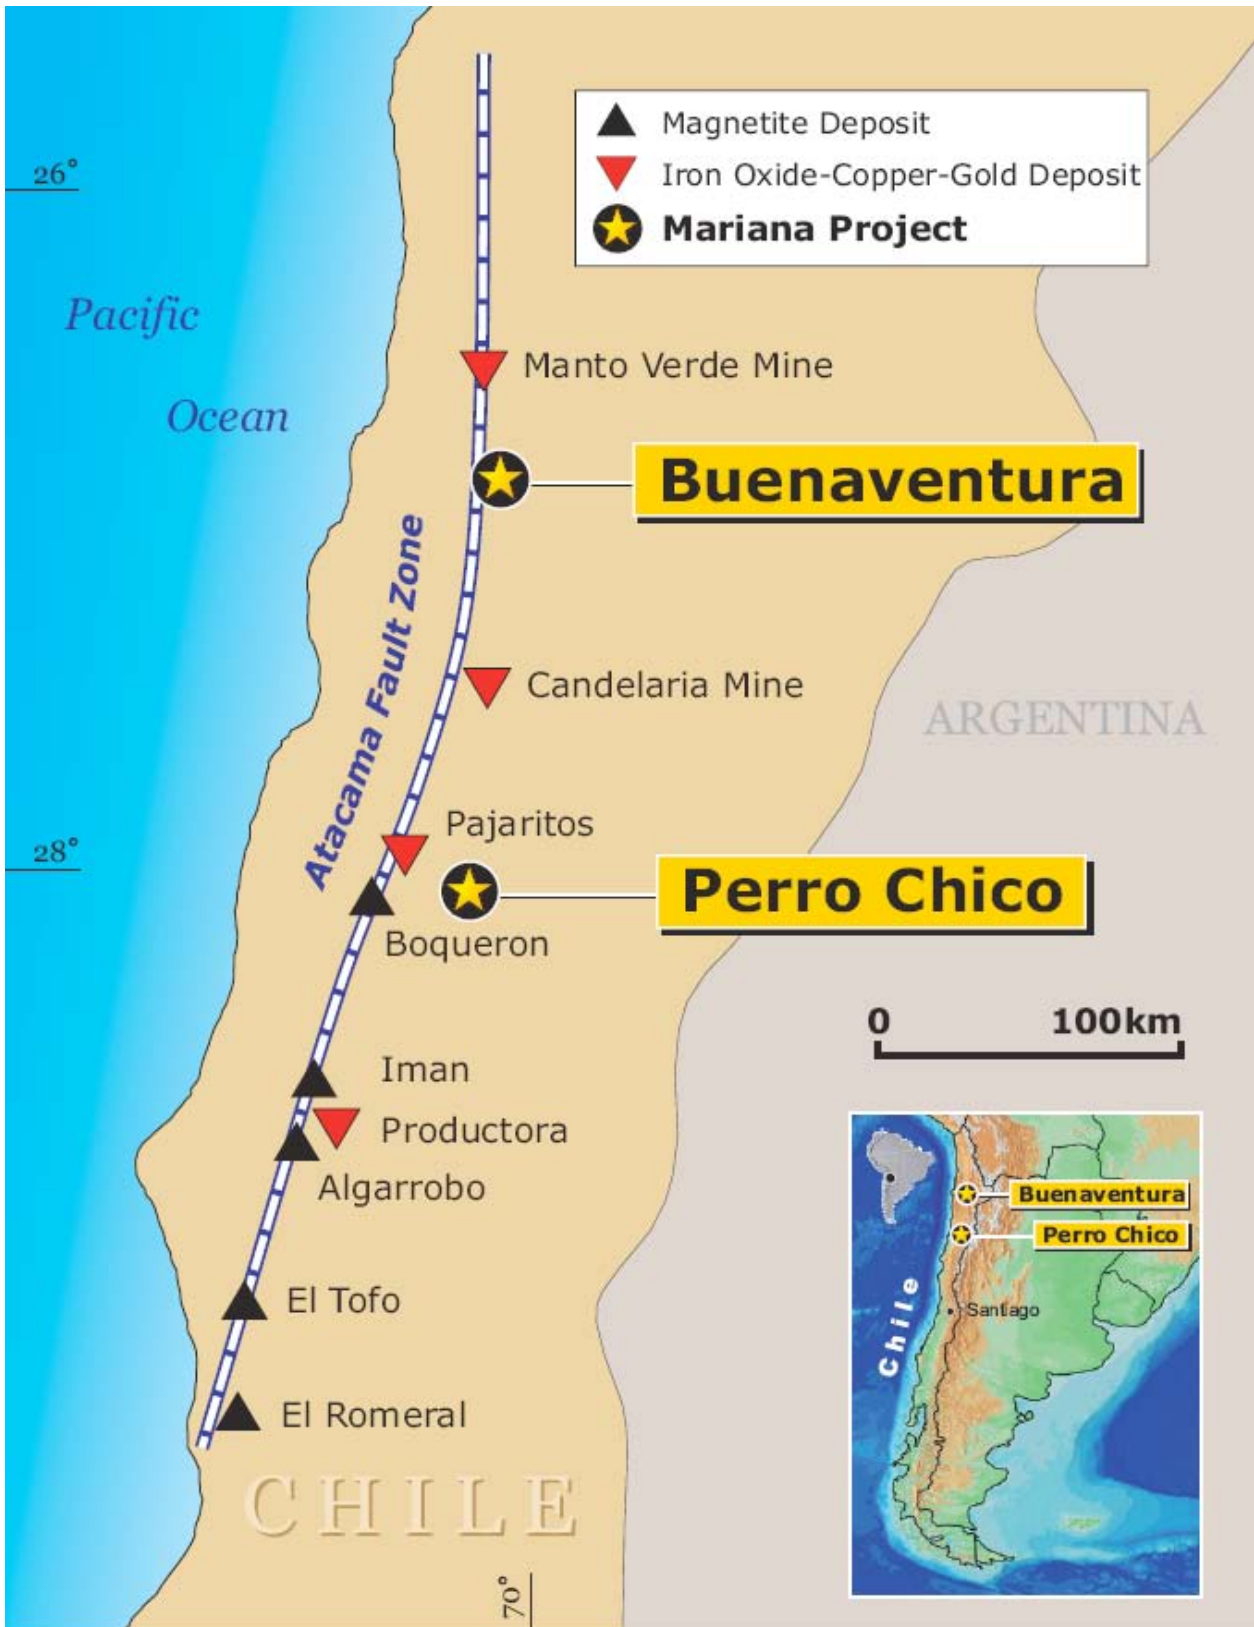 Magnetite Deposit
Iron Oxide-Copper-Gold Deposit
Mariana Project
26°
Pacific
Ocean
Manto Verde Mine
Buenaventura
Atacama Fault Zone
Candelaria Mine
ARGENTINA
Pajaritos
28°
Perro Chico
Boqueron
0 100km
Iman
Productora
Algarrobo
Buenaventura
Perro Chico
El Tofo
Santiago
Chile
El Romeral
CHILE
70°